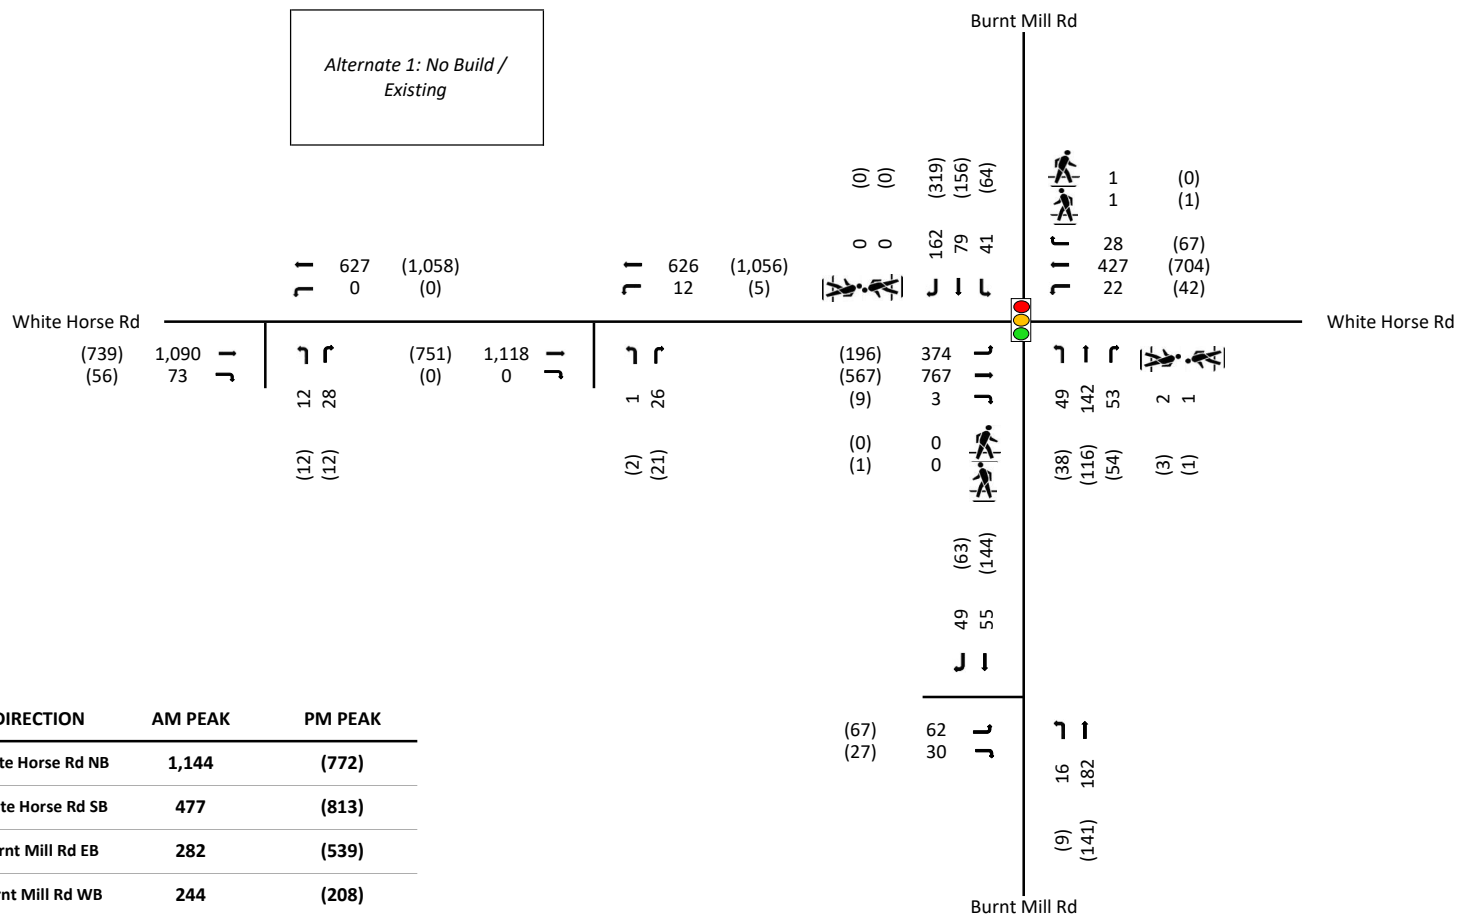 Burnt Mill Rd
Alternate 1: No Build /
Existing
(0) (0) (319) (156) (64)
1 (0)
1 (1)
0 0 162 79 41
28 (67)
427 (704)
22 (42)
627 (1,058)
0 (0)
626 (1,056)
12 (5)
White Horse Rd
White Horse Rd
(739) 1,090
(56) 73
12 28
(12) (12)
(751) 1,118
(0) 0
1 26
(2) (21)
(196) 374
(567) 767
(9) 3
(0) 0
(1) 0
49 142 53 2 1
(38) (116) (54) (3) (1)
(63) (144)
49 55
(67) 62
(27) 30
16 182
(9) (141)
DIRECTION AM PEAK PM PEAK
te Horse Rd NB 1,144 (772)
te Horse Rd SB 477 (813)
rnt Mill Rd EB 282 (539)
nt Mill Rd WB 244 (208)
Burnt Mill Rd